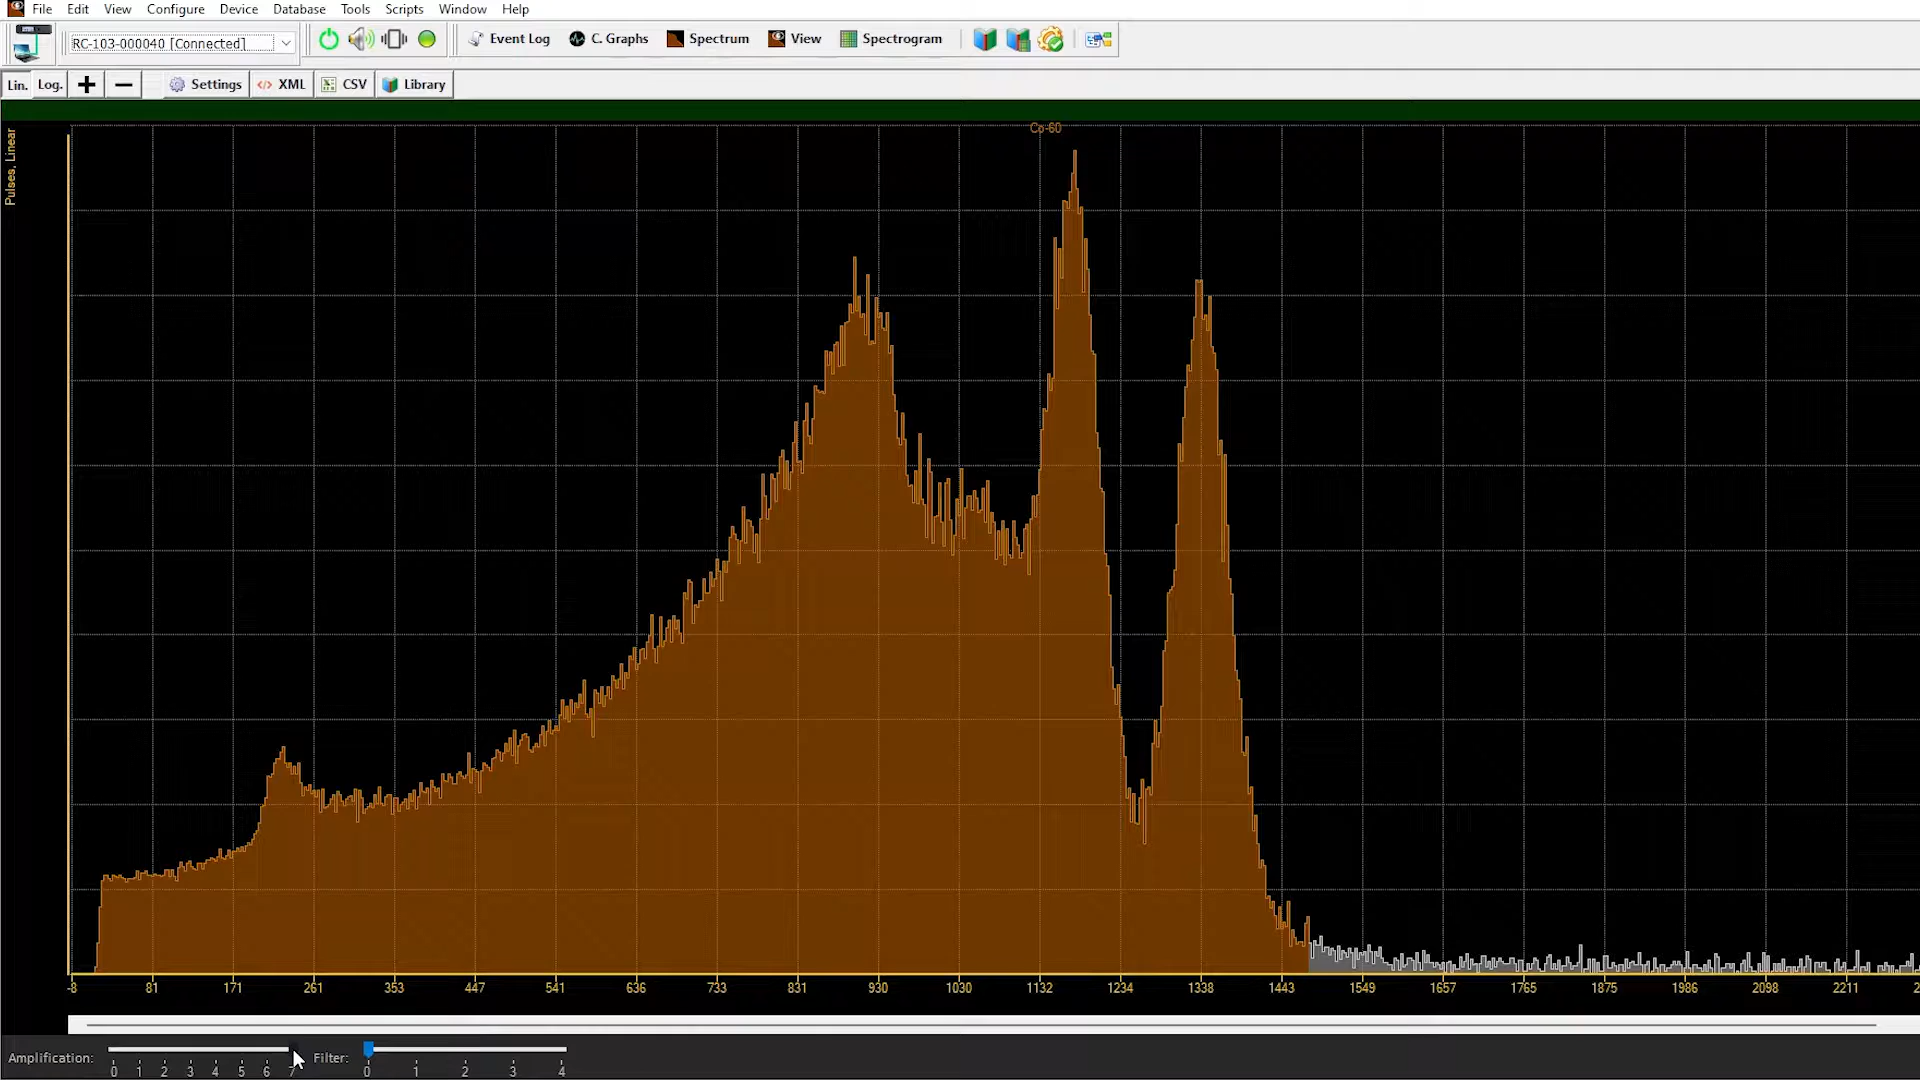 File Edit View Configure Device Database Tools Scripts Window Help
RC-103-000040 [Connected] Event Log C. Graphs Spectrum View Spectrogram
Lin. Log. + − Settings XML CSV Library
Pulses, Linear
Co-60
-8 81 171 261 353 447 541 636 733 831 930 1030 1132 1234 1338 1443 1549 1657 1765 1875 1986 2098 2211
Amplification: 0 1 2 3 4 5 6 7 Filter: 0 1 2 3 4